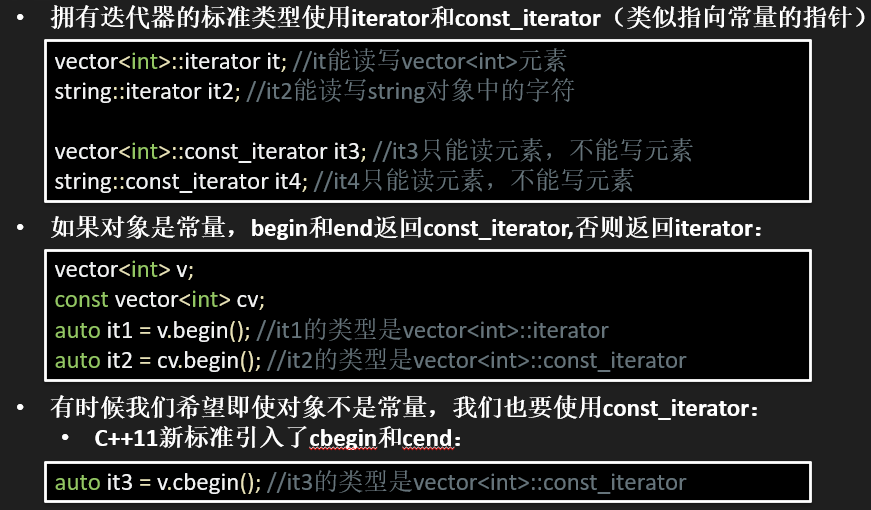 • 拥有迭代器的标准类型使用iterator和const_iterator（类似指向常量的指针）
vector<int>::iterator it; //it能读写vector<int>元素
string::iterator it2; //it2能读写string对象中的字符
vector<int>::const_iterator it3; //it3只能读元素，不能写元素
string::const_iterator it4; //it4只能读元素，不能写元素
• 如果对象是常量，begin和end返回const_iterator,否则返回iterator：
vector<int> v;
const vector<int> cv;
auto it1 = v.begin(); //it1的类型是vector<int>::iterator
auto it2 = cv.begin(); //it2的类型是vector<int>::const_iterator
• 有时候我们希望即使对象不是常量，我们也要使用const_iterator：
• C++11新标准引入了cbegin和cend：
auto it3 = v.cbegin(); //it3的类型是vector<int>::const_iterator